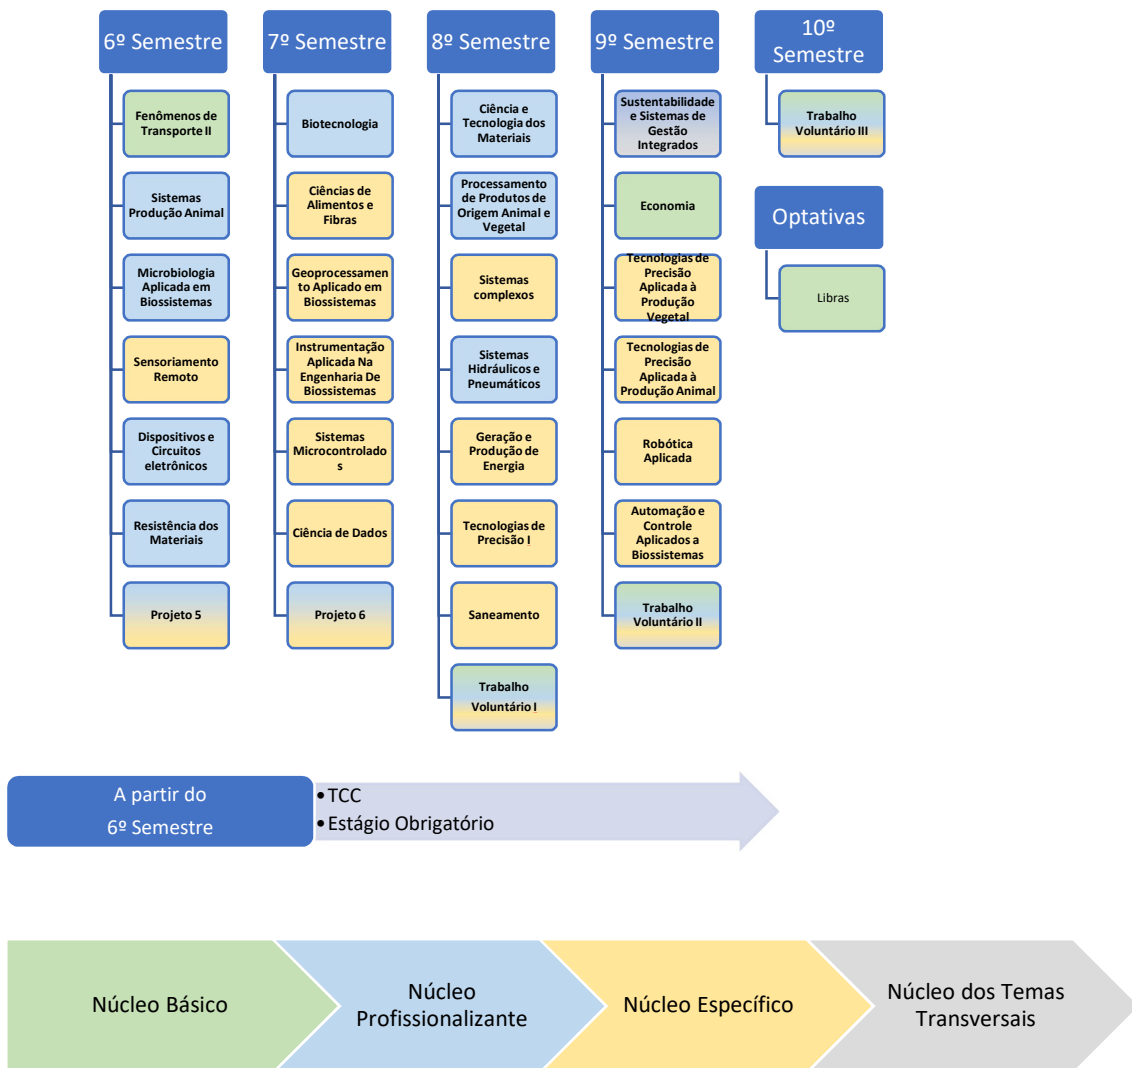 6º Semestre
Fenômenos de
Transporte II
Sistemas
Produção Animal
Microbiologia
Aplicada em
Biossistemas
Sensoriamento
Remoto
Dispositivos e
Circuitos
eletrônicos
Resistência dos
Materiais
Projeto 5
7º Semestre
Biotecnologia
Ciências de
Alimentos e
Fibras
Geoprocessamen
to Aplicado em
Biossistemas
Instrumentação
Aplicada Na
Engenharia De
Biossistemas
Sistemas
Microcontrolado
s
Ciência de Dados
Projeto 6
8º Semestre
Ciência e
Tecnologia dos
Materiais
Processamento
de Produtos de
Origem Animal e
Vegetal
Sistemas
complexos
Sistemas
Hidráulicos e
Pneumáticos
Geração e
Produção de
Energia
Tecnologias de
Precisão I
Saneamento
Trabalho
Voluntário I
9º Semestre
Sustentabilidade
e Sistemas de
Gestão
Integrados
Economia
Tecnologias de
Precisão
Aplicada à
Produção
Vegetal
Tecnologias de
Precisão
Aplicada à
Produção Animal
Robótica
Aplicada
Automação e
Controle
Aplicados a
Biossistemas
Trabalho
Voluntário II
10º
Semestre
Trabalho
Voluntário III
Optativas
Libras
A partir do
6º Semestre
•TCC
•Estágio Obrigatório
Núcleo Básico
Núcleo
Profissionalizante
Núcleo Específico
Núcleo dos Temas
Transversais